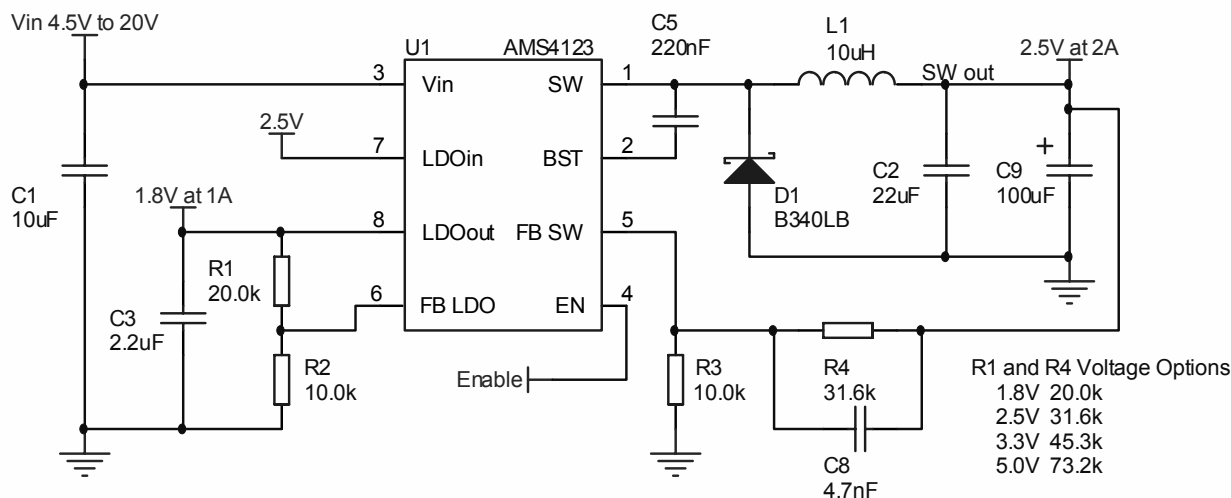 Vin 4.5V to 20V
U1
AMS4123
C5
220nF
L1
10uH
SW out
2.5V at 2A
3
Vin
SW
1
2.5V
7
LDOin
BST
2
C1
10uF
1.8V at 1A
8
LDOout
FB SW
5
D1
B340LB
C2
22uF
C9
100uF
+
R1
20.0k
6
FB LDO
EN
4
C3
2.2uF
R2
10.0k
Enable
R3
10.0k
R4
31.6k
C8
4.7nF
R1 and R4 Voltage Options
1.8V 20.0k
2.5V 31.6k
3.3V 45.3k
5.0V 73.2k